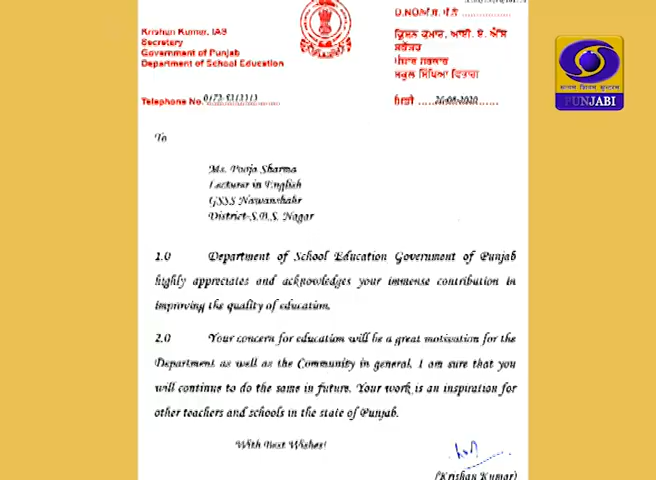 D.NO/ਅ.ਸ.ਪੱ.ਨੰ.
Krishan Kumar, IAS
Secretary
Government of Punjab
Department of School Education
ਕ੍ਰਿਸ਼ਨ ਕੁਮਾਰ, ਆਈ.ਏ.ਐੱਸ
ਸਕੱਤਰ
ਪੰਜਾਬ ਸਰਕਾਰ
ਸਕੂਲ ਸਿੱਖਿਆ ਵਿਭਾਗ
Telephone No.
ਮਿਤੀ 26-08-2020
PUNJABI
To
Ms. Pooja Sharma
Lecturer in English
GSSS Nawanshahr
District-S.B.S. Nagar
1.0 Department of School Education Government of Punjab
highly appreciates and acknowledges your immense contribution in
improving the quality of education.
2.0 Your concern for education will be a great motivation for the
Department as well as the Community in general. I am sure that you
will continue to do the same in future. Your work is an inspiration for
other teachers and schools in the state of Punjab.
With Best Wishes!
(Krishan Kumar)